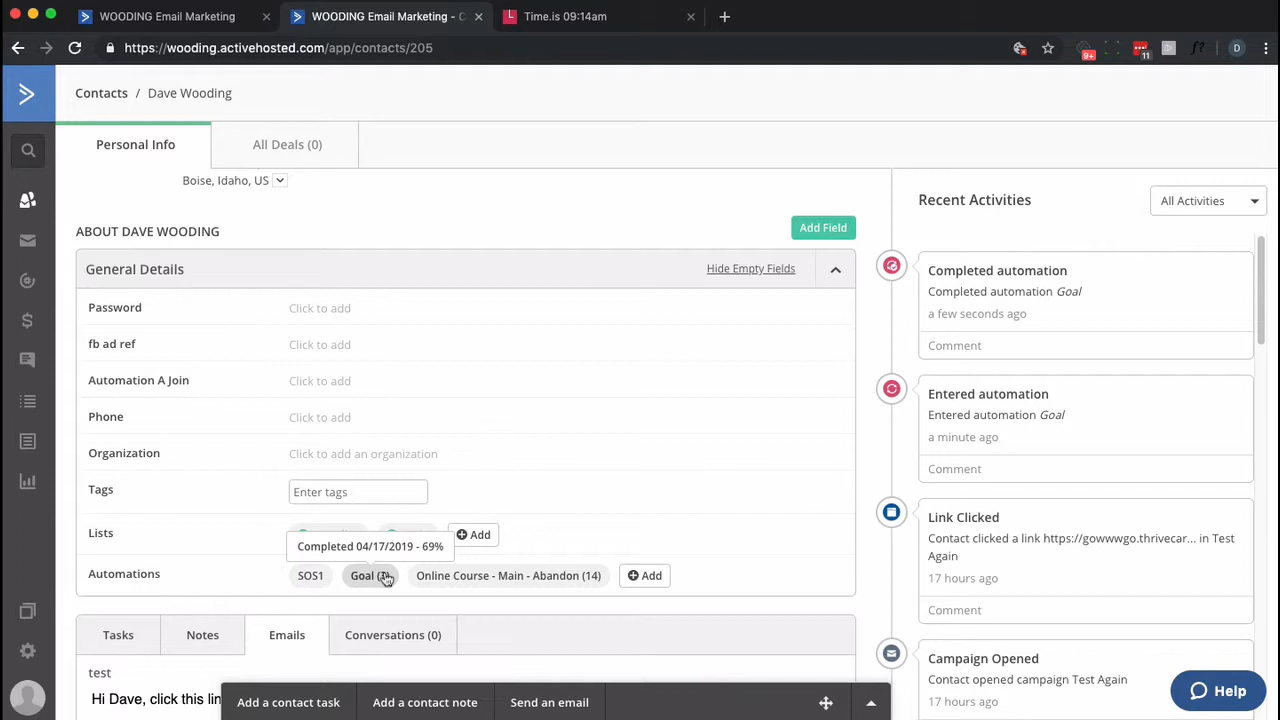 WOODING Email Marketing
WOODING Email Marketing - C
Time.is 09:14am
https://wooding.activehosted.com/app/contacts/205
9+
11
f?
D
Contacts / Dave Wooding
Personal Info
All Deals (0)
Boise, Idaho, US
Recent Activities
All Activities
ABOUT DAVE WOODING
Add Field
General Details
Hide Empty Fields
Password
Click to add
fb ad ref
Click to add
Automation A Join
Click to add
Phone
Click to add
Organization
Click to add an organization
Tags
Enter tags
Lists
Add
Completed 04/17/2019 - 69%
Automations
SOS1
Goal
Online Course - Main - Abandon (14)
Add
Tasks
Notes
Emails
Conversations (0)
test
Hi Dave, click this lin
Completed automation
Completed automation Goal
a few seconds ago
Comment
Entered automation
Entered automation Goal
a minute ago
Comment
Link Clicked
Contact clicked a link https://gowwwgo.thrivecar... in Test
Again
17 hours ago
Comment
Campaign Opened
Contact opened campaign Test Again
17 hours ago
Add a contact task
Add a contact note
Send an email
Help